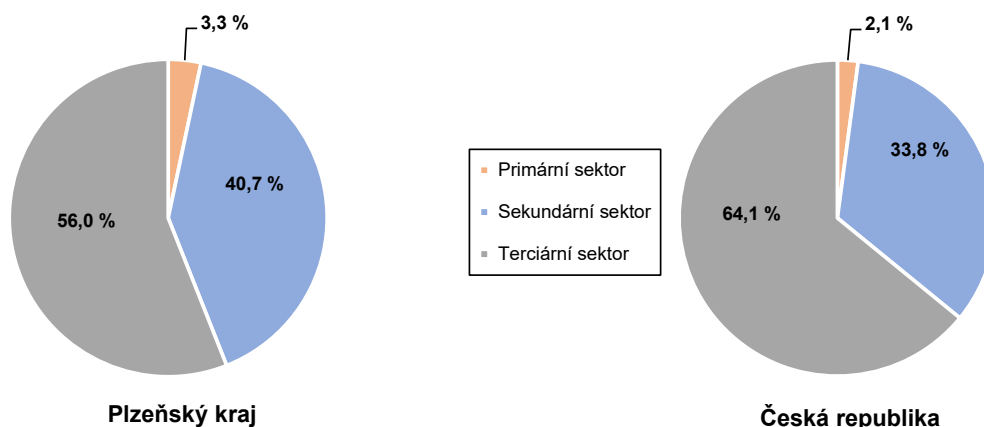 3,3 %
40,7 %
56,0 %
Plzeňský kraj
Primární sektor
Sekundární sektor
Terciární sektor
2,1 %
33,8 %
64,1 %
Česká republika